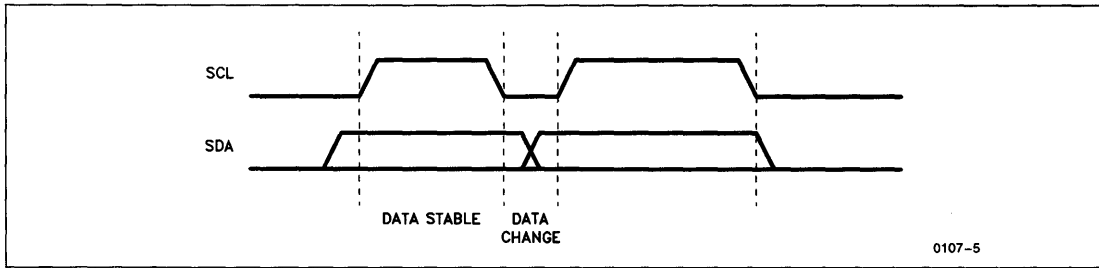 SCL
SDA
DATA STABLE
DATA
CHANGE
0107–5